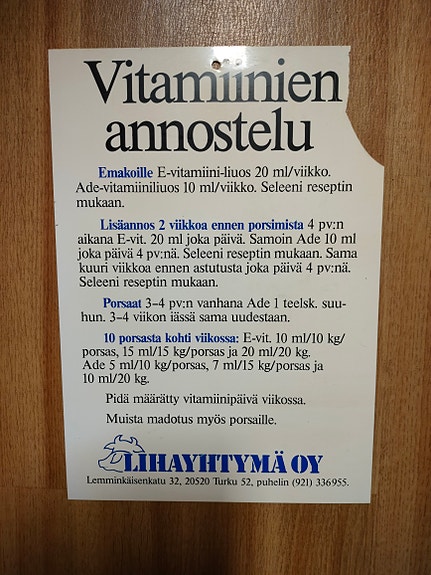 Vitamiinien
annostelu
Emakoille E-vitamiini-liuos 20 ml/viikko.
Ade-vitamiiniliuos 10 ml/viikko. Seleeni reseptin
mukaan.
Lisäannos 2 viikkoa ennen porsimista 4 pv:n
aikana E-vit. 20 ml joka päivä. Samoin Ade 10 ml
joka päivä 4 pv:nä. Seleeni reseptin mukaan. Sama
kuuri viikkoa ennen astutusta joka päivä 4 pv:nä.
Seleeni reseptin mukaan.
Porsaat 3–4 pv:n vanhana Ade 1 teelsk. suu-
hun. 3–4 viikon iässä sama uudestaan.
10 porsasta kohti viikossa: E-vit. 10 ml/10 kg/
porsas, 15 ml/15 kg/porsas ja 20 ml/20 kg.
Ade 5 ml/10 kg/porsas, 7 ml/15 kg/porsas ja
10 ml/20 kg.
Pidä määrätty vitamiinipäivä viikossa.
Muista madotus myös porsaille.
LIHAYHTYMÄ OY
Lemminkäisenkatu 32, 20520 Turku 52, puhelin (921) 336 955.